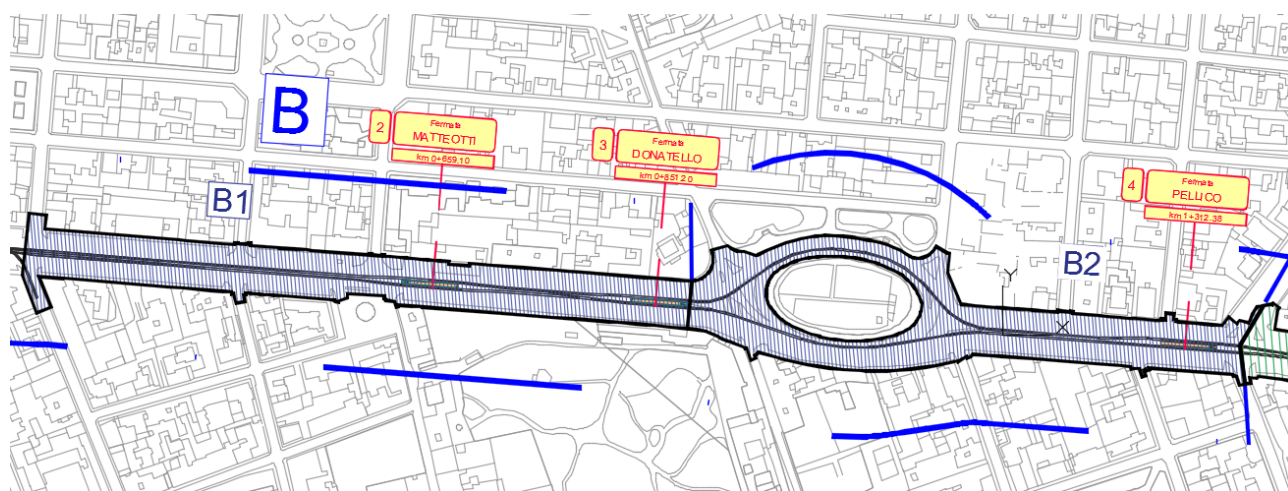 B
2
Fermata
MATTEOTTI
km 0+659.10
3
Fermata
DONATELLO
km 0+851.20
4
Fermata
PELLICO
km 1+312.38
B1
B2
Y
X